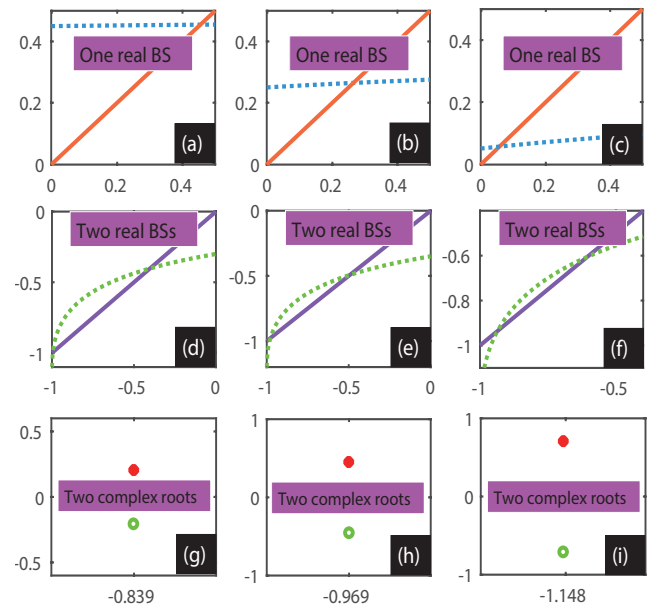 0.4
0.2
0
One real BS
(a)
0 0.2 0.4
0.4
0.2
0
One real BS
(b)
0 0.2 0.4
0.4
0.2
0
One real BS
(c)
0 0.2 0.4
0
-0.5
-1
Two real BSs
(d)
-1 -0.5 0
0
-0.5
-1
Two real BSs
(e)
-1 -0.5 0
-0.6
-0.8
-1
Two real BSs
(f)
-1 -0.5
0.5
0
-0.5
Two complex roots
(g)
-0.839
1
0
-1
Two complex roots
(h)
-0.969
1
0
-1
Two complex roots
(i)
-1.148